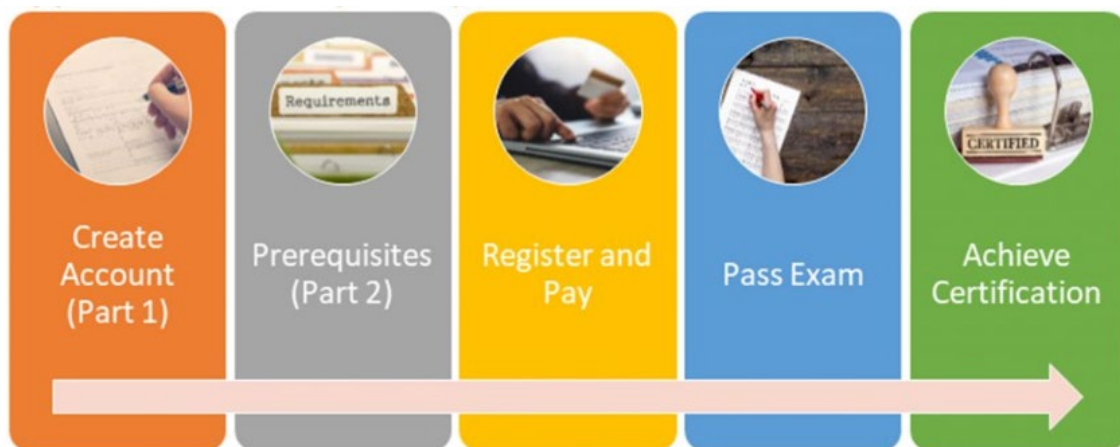 Create
Account
(Part 1)
Requirements
Prerequisites
(Part 2)
Register and
Pay
Pass Exam
CERTIFIED
Achieve
Certification